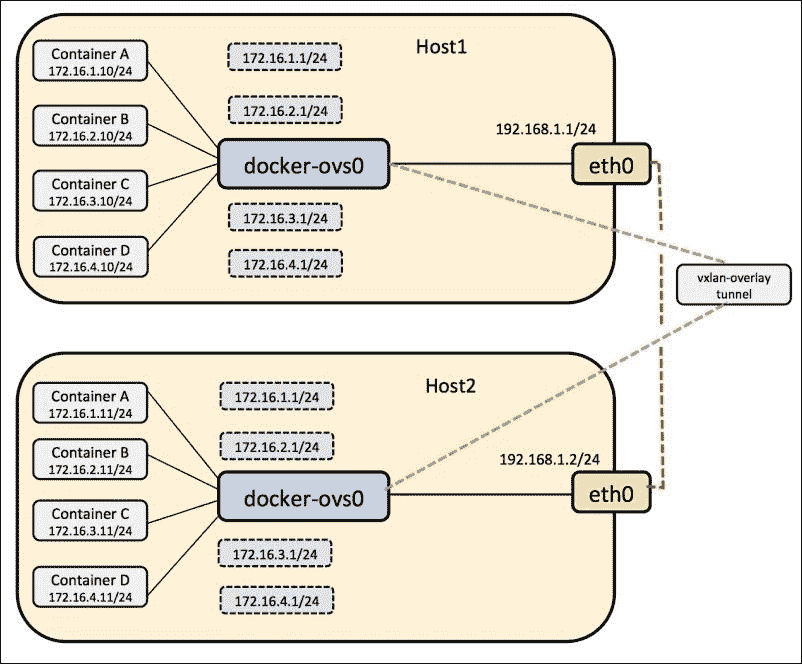 Host1
Container A
172.16.1.10/24
Container B
172.16.2.10/24
Container C
172.16.3.10/24
Container D
172.16.4.10/24
172.16.1.1/24
172.16.2.1/24
docker-ovs0
172.16.3.1/24
172.16.4.1/24
192.168.1.1/24
eth0
vxlan-overlay
tunnel
Host2
Container A
172.16.1.11/24
Container B
172.16.2.11/24
Container C
172.16.3.11/24
Container D
172.16.4.11/24
172.16.1.1/24
172.16.2.1/24
docker-ovs0
172.16.3.1/24
172.16.4.1/24
192.168.1.2/24
eth0